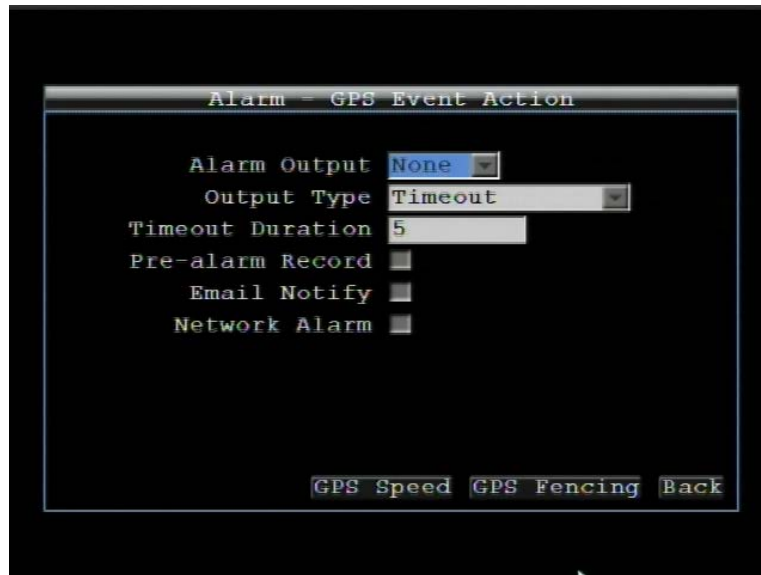 Alarm - GPS Event Action
Alarm Output None
Output Type Timeout
Timeout Duration 5
Pre-alarm Record
Email Notify
Network Alarm
GPS Speed GPS Fencing Back